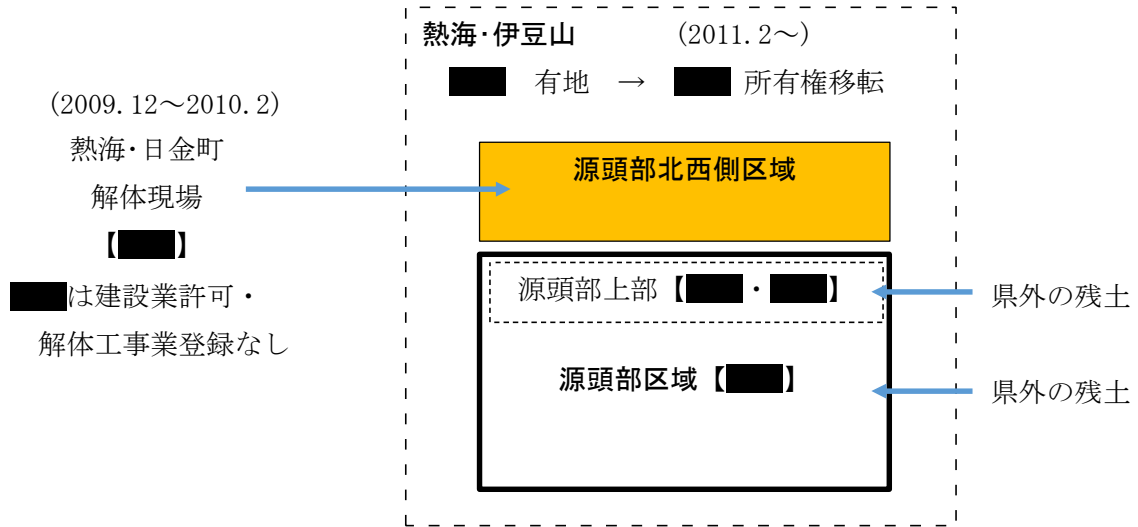 熱海・伊豆山 (2011.2～)
有地 → 所有権移転
(2009.12～2010.2)
熱海・日金町
解体現場
【 】
は建設業許可・
解体工事業登録なし
源頭部北西側区域
源頭部上部【 ・ 】
県外の残土
源頭部区域【 】
県外の残土